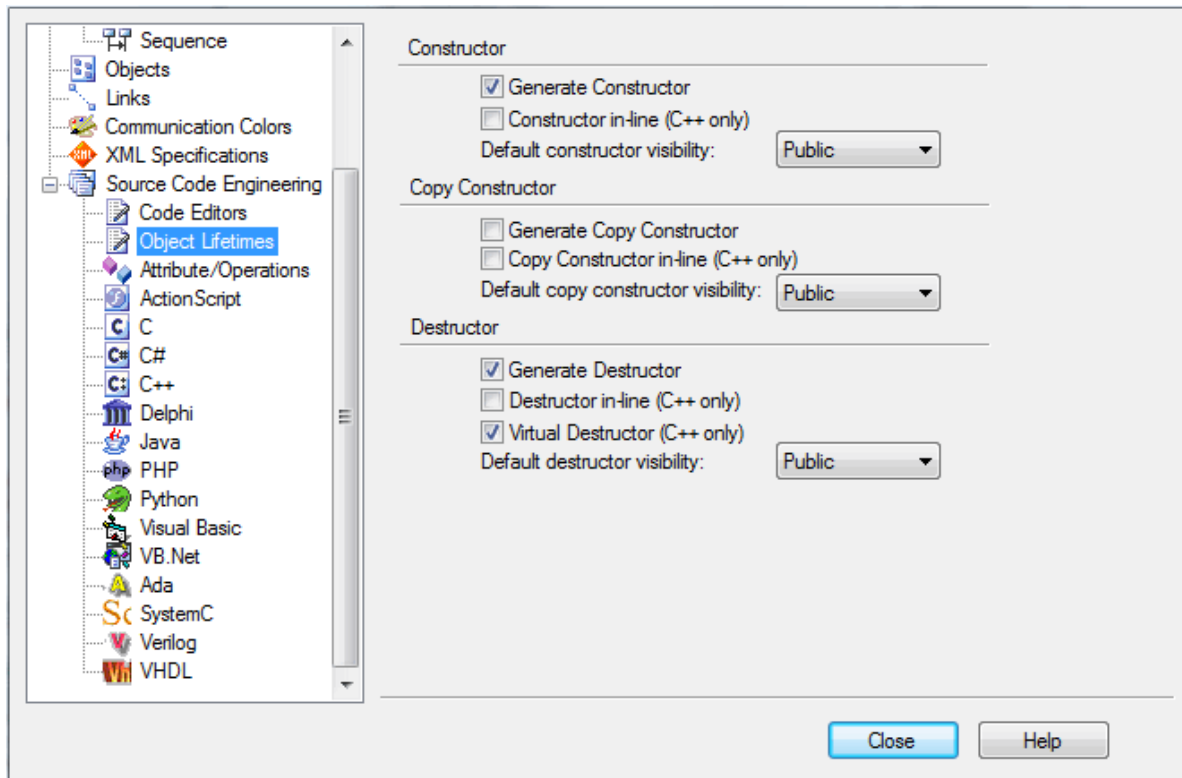 Sequence
Objects
Links
Communication Colors
XML Specifications
Source Code Engineering
Code Editors
Object Lifetimes
Attribute/Operations
ActionScript
C
C#
C++
Delphi
Java
PHP
Python
Visual Basic
VB.Net
Ada
SystemC
Verilog
VHDL
Constructor
Generate Constructor
Constructor in-line (C++ only)
Default constructor visibility: Public
Copy Constructor
Generate Copy Constructor
Copy Constructor in-line (C++ only)
Default copy constructor visibility: Public
Destructor
Generate Destructor
Destructor in-line (C++ only)
Virtual Destructor (C++ only)
Default destructor visibility: Public
Close Help